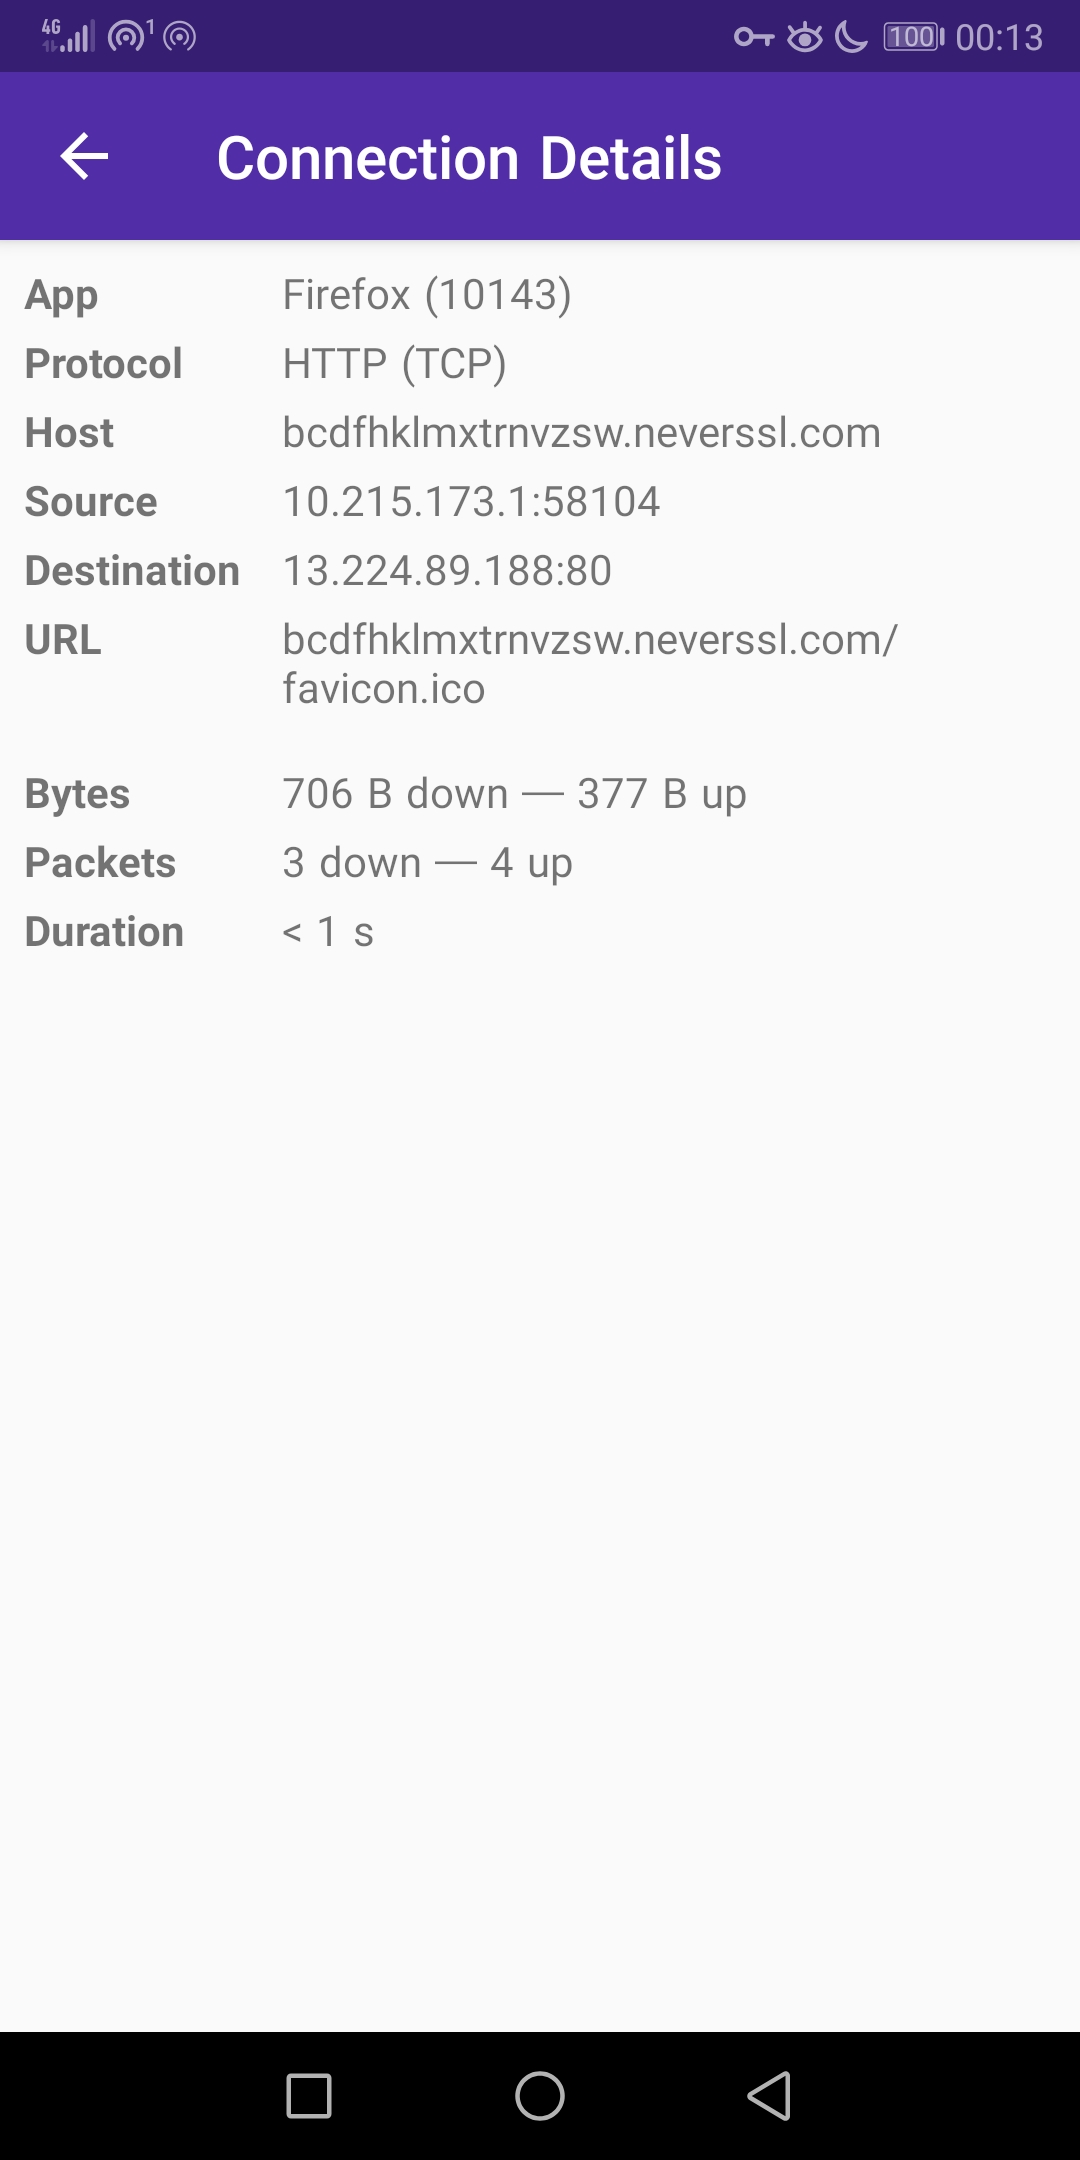 4G 1 100 00:13
Connection Details
App Firefox (10143)
Protocol HTTP (TCP)
Host bcdfhklmxtrnvzsw.neverssl.com
Source 10.215.173.1:58104
Destination 13.224.89.188:80
URL bcdfhklmxtrnvzsw.neverssl.com/
favicon.ico
Bytes 706 B down — 377 B up
Packets 3 down — 4 up
Duration < 1 s